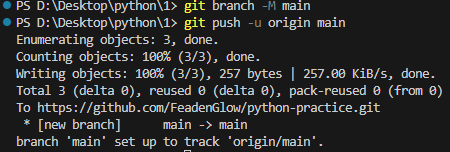 PS D:\Desktop\python\1> git branch -M main
PS D:\Desktop\python\1> git push -u origin main
Enumerating objects: 3, done.
Counting objects: 100% (3/3), done.
Writing objects: 100% (3/3), 257 bytes | 257.00 KiB/s, done.
Total 3 (delta 0), reused 0 (delta 0), pack-reused 0 (from 0)
To https://github.com/FeadenGlow/python-practice.git
 * [new branch]      main -> main
branch 'main' set up to track 'origin/main'.